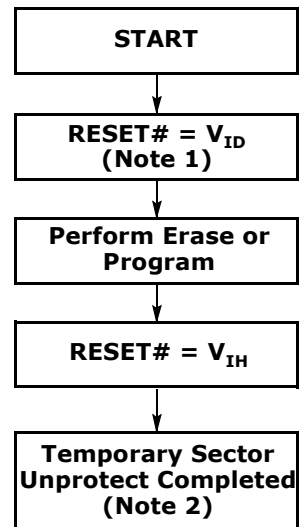 START
RESET# = VID
(Note 1)
Perform Erase or
Program
RESET# = VIH
Temporary Sector
Unprotect Completed
(Note 2)